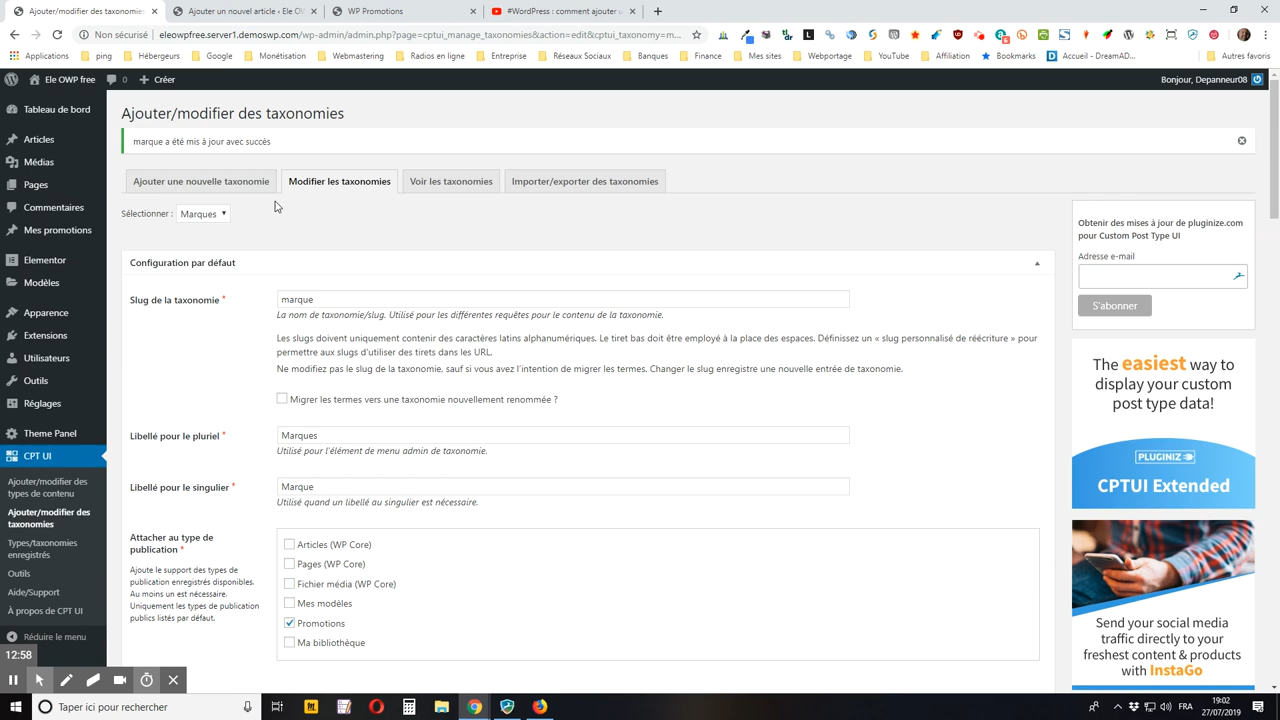 Ajouter/modifier des taxonomies
Ajouter un nouvel article ‹ Ele OW
WP Promotions
#WordPress : comment ajouter u
Non sécurisé
eleowpfree.server1.demoswp.com/wp-admin/admin.php?page=cptui_manage_taxonomies&action=edit&cptui_taxonomy=m...
Applications
ping
Hébergeurs
Google
Monétisation
Webmastering
Radios en ligne
Entreprise
Réseaux Sociaux
Banques
Finance
Mes sites
Webportage
YouTube
Affiliation
Bookmarks
Accueil - DreamAD...
Autres favoris
Ele OWP free
0
Créer
Bonjour, Depanneur08
Tableau de bord
Articles
Médias
Pages
Commentaires
Mes promotions
Elementor
Modèles
Apparence
Extensions
Utilisateurs
Outils
Réglages
Theme Panel
CPT UI
Ajouter/modifier des
types de contenu
Ajouter/modifier des
taxonomies
Types/taxonomies
enregistrés
Outils
Aide/Support
À propos de CPT UI
Réduire le menu
Ajouter/modifier des taxonomies
marque a été mis à jour avec succès
Ajouter une nouvelle taxonomie
Modifier les taxonomies
Voir les taxonomies
Importer/exporter des taxonomies
Sélectionner :
Marques
Configuration par défaut
Slug de la taxonomie *
marque
La nom de taxonomie/slug. Utilisé pour les différentes requêtes pour le contenu de la taxonomie.
Les slugs doivent uniquement contenir des caractères latins alphanumériques. Le tiret bas doit être employé à la place des espaces. Définissez un « slug personnalisé de réécriture » pour
permettre aux slugs d'utiliser des tirets dans les URL.
Ne modifiez pas le slug de la taxonomie, sauf si vous avez l'intention de migrer les termes. Changer le slug enregistre une nouvelle entrée de taxonomie.
Migrer les termes vers une taxonomie nouvellement renommée ?
Libellé pour le pluriel *
Marques
Utilisé pour l'élément de menu admin de taxonomie.
Libellé pour le singulier *
Marque
Utilisé quand un libellé au singulier est nécessaire.
Attacher au type de
publication *
Ajoute le support des types de
publication enregistrés disponibles.
Au moins un est nécessaire.
Uniquement les types de publication
publics listés par défaut.
Articles (WP Core)
Pages (WP Core)
Fichier média (WP Core)
Mes modèles
Promotions
Ma bibliothèque
Obtenir des mises à jour de pluginize.com
pour Custom Post Type UI
Adresse e-mail
S'abonner
The easiest way to
display your custom
post type data!
PLUGINIZ
CPTUI Extended
Send your social media
traffic directly to your
freshest content & products
with InstaGo
12:58
Taper ici pour rechercher
FRA
19:02
27/07/2019